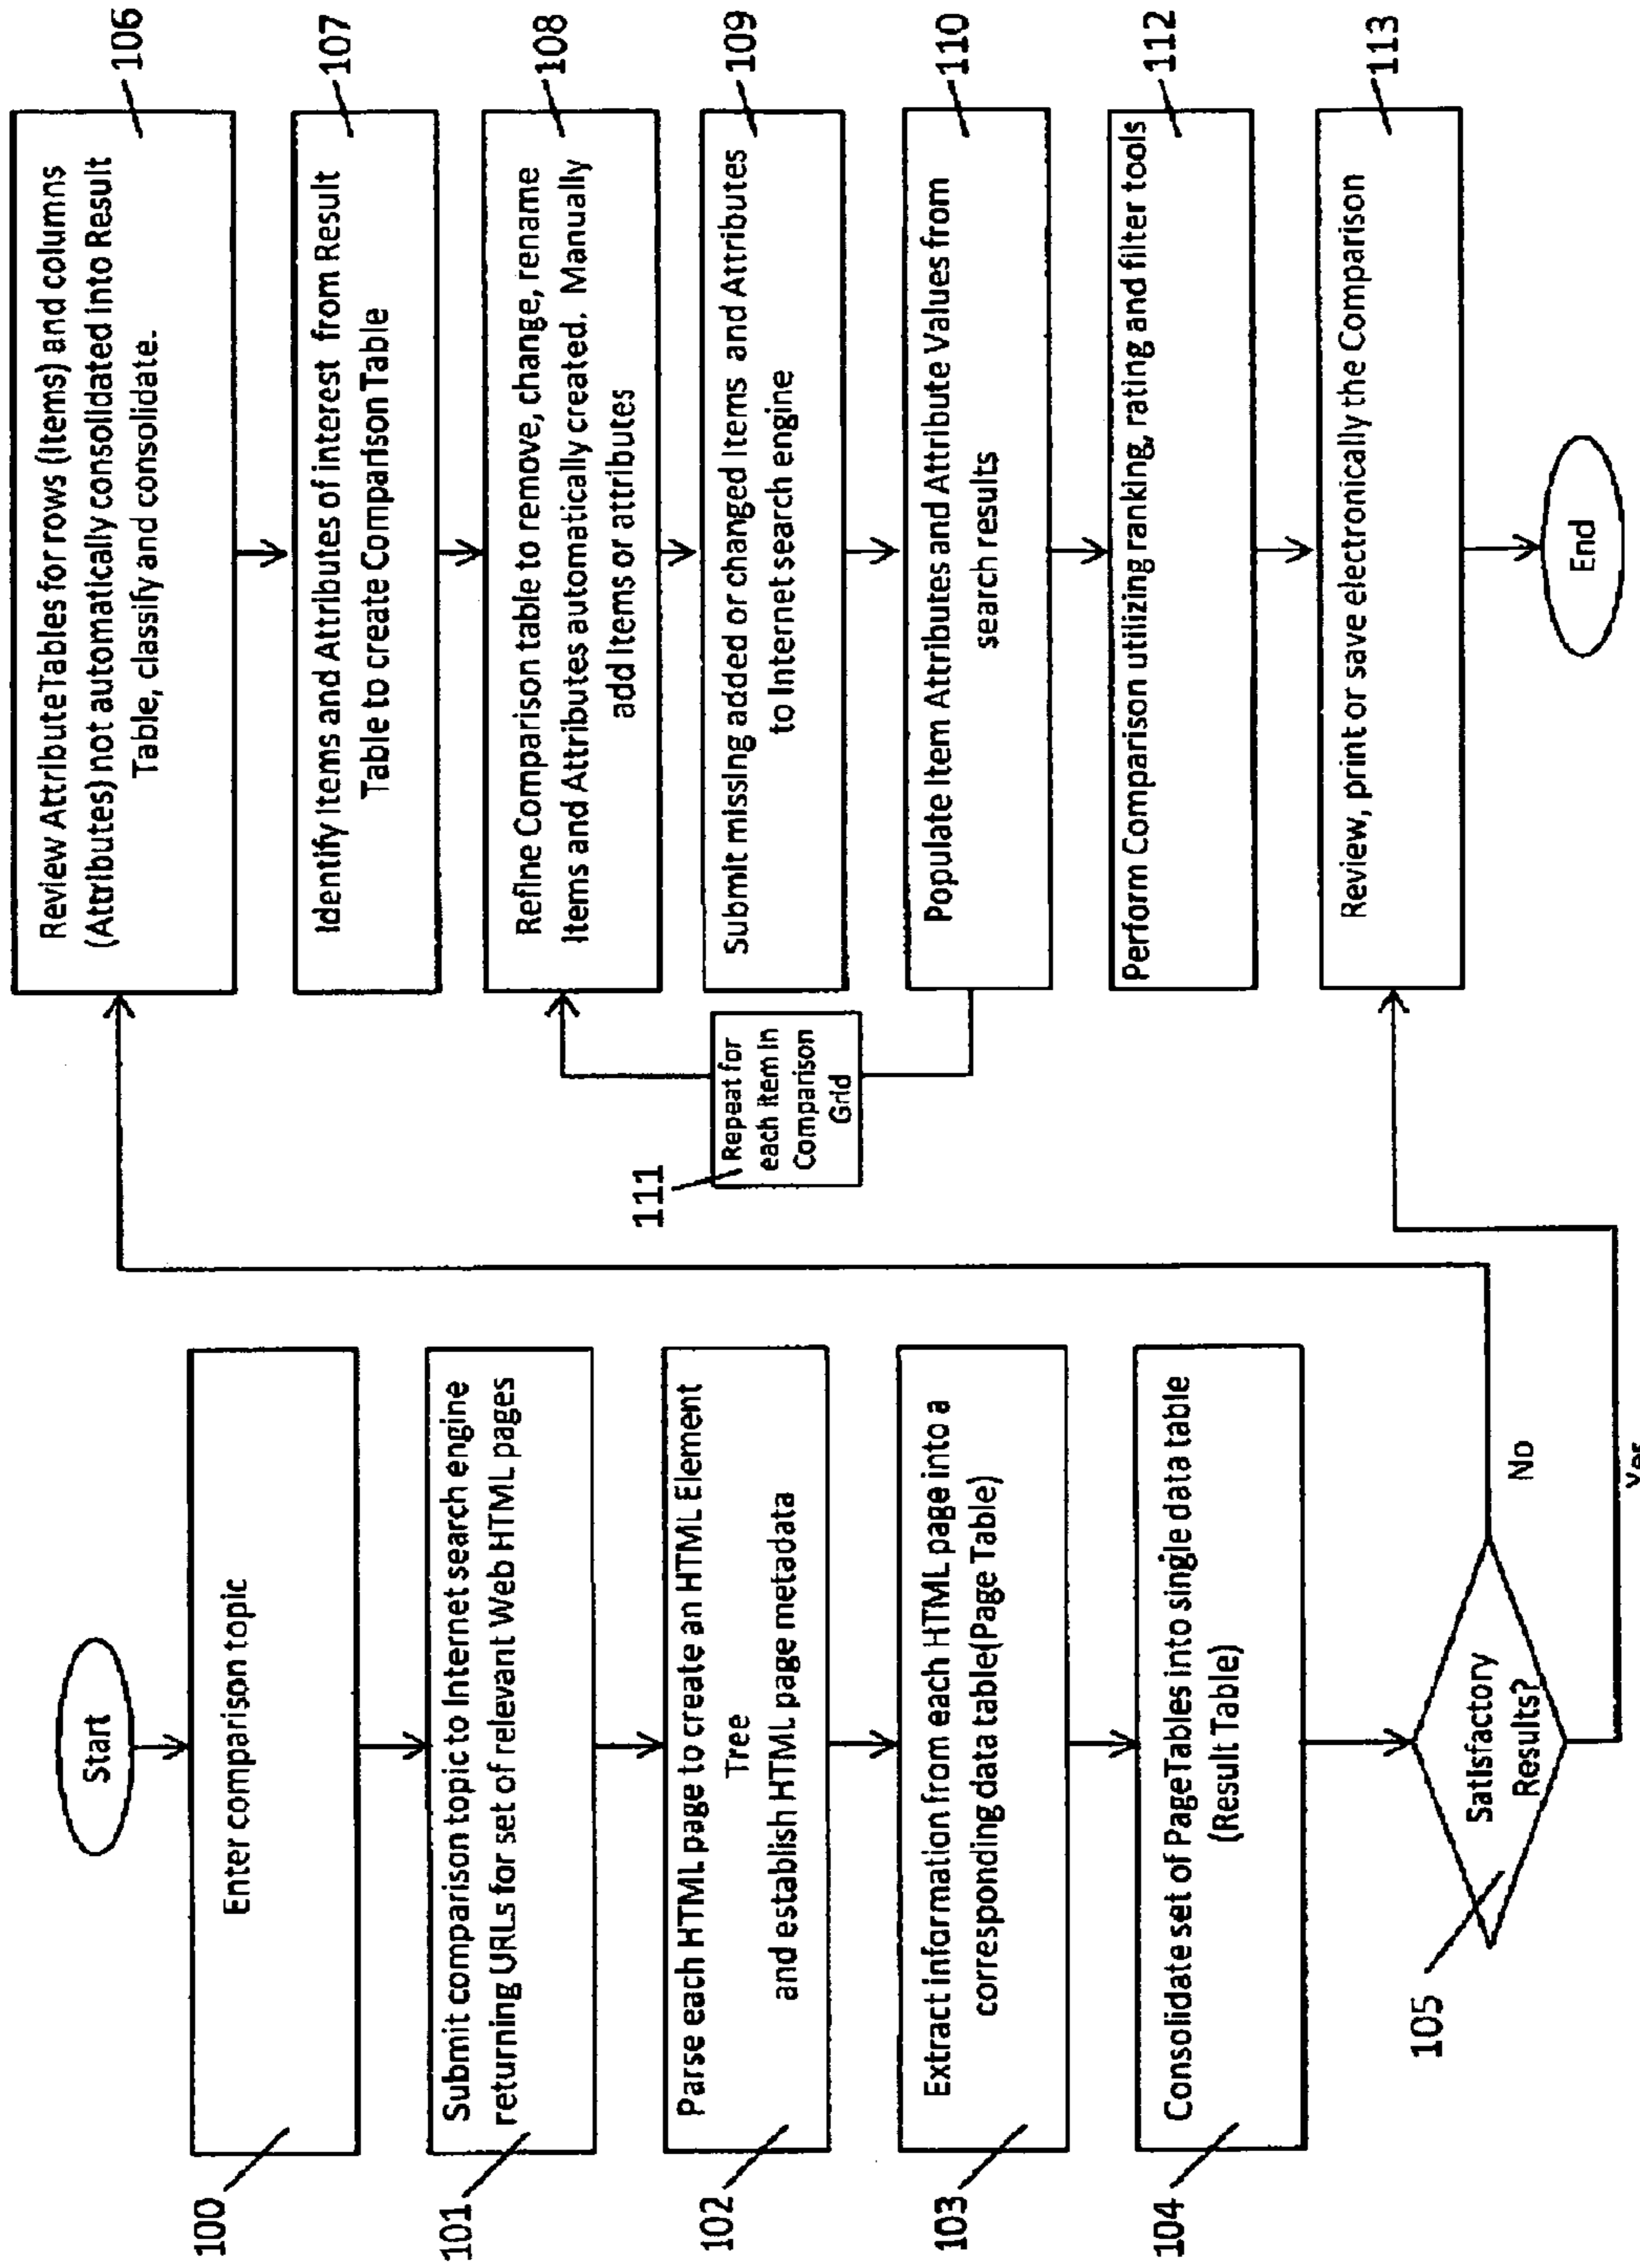 Start
Enter comparison topic
100
Submit comparison topic to Internet search engine
returning URLs for set of relevant Web HTML pages
101
Parse each HTML page to create an HTML Element
Tree
and establish HTML page metadata
102
Extract information from each HTML page into a
corresponding data table(Page Table)
103
Consolidate set of PageTables into single data table
(Result Table)
104
Satisfactory
Results?
105
No
Yes
Review AttributeTables for rows (Items) and columns
(Attributes) not automatically consolidated into Result
Table, classify and consolidate.
106
Identify Items and Attributes of interest from Result
Table to create Comparison Table
107
Refine Comparison table to remove, change, rename
Items and Attributes automatically created. Manually
add Items or attributes
108
Submit missing added or changed Items and Attributes
to Internet search engine
109
Populate Item Attributes and Attribute Values from
search results
110
Repeat for
each Item in
Comparison
Grid
111
Perform Comparison utilizing ranking, rating and filter tools
112
Review, print or save electronically the Comparison
113
End